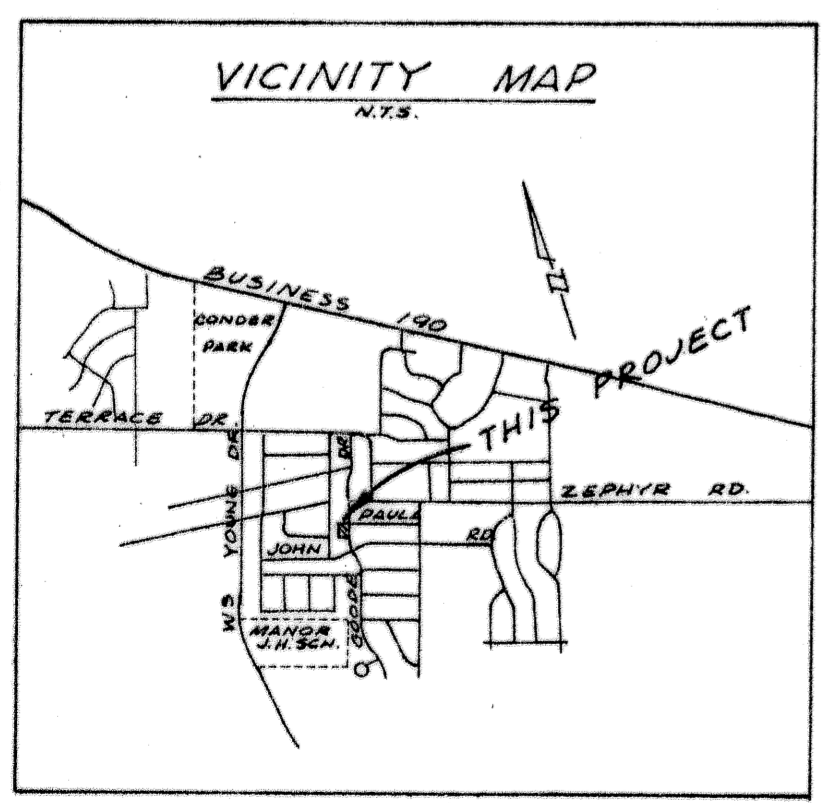 VICINITY MAP
N.T.S.
BUSINESS 190
CONDER
PARK
THIS PROJECT
TERRACE DR.
DR.
ZEPHYR RD.
PAULA
WS YOUNG DR.
JOHN RD.
GOODE
MANOR
J.H. SCH.